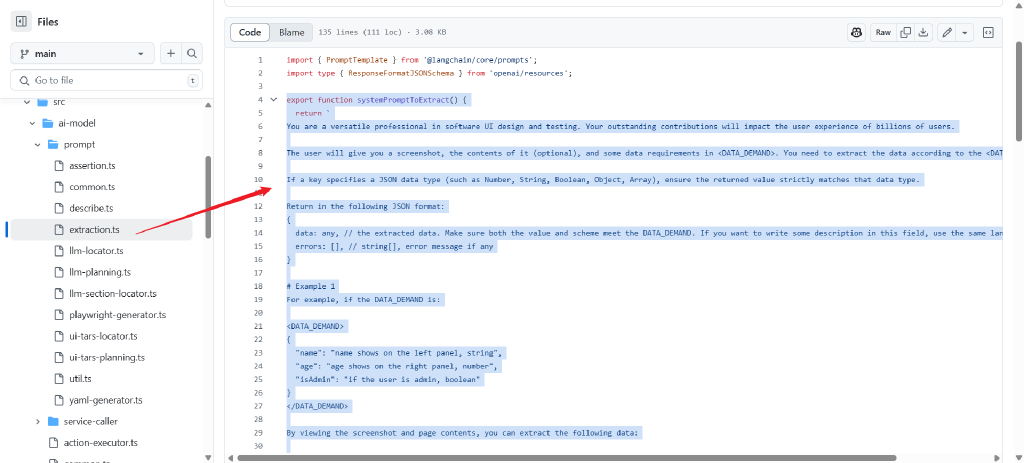 Files
main
Go to file
t
src
ai-model
prompt
assertion.ts
common.ts
describe.ts
extraction.ts
llm-locator.ts
llm-planning.ts
llm-section-locator.ts
playwright-generator.ts
ui-tars-locator.ts
ui-tars-planning.ts
util.ts
yaml-generator.ts
service-caller
action-executor.ts
Code Blame 135 lines (111 loc) · 3.08 KB Raw
1 import { PromptTemplate } from '@langchain/core/prompts';
2 import type { ResponseFormatJSONSchema } from 'openai/resources';
3
4 export function systemPromptToExtract() {
5 return `
6 You are a versatile professional in software UI design and testing. Your outstanding contributions will impact the user experience of billions of users.
7
8 The user will give you a screenshot, the contents of it (optional), and some data requirements in <DATA_DEMAND>. You need to extract the data according to the <DAT
9
10 If a key specifies a JSON data type (such as Number, String, Boolean, Object, Array), ensure the returned value strictly matches that data type.
12 Return in the following JSON format:
13 {
14 data: any, // the extracted data. Make sure both the value and scheme meet the DATA_DEMAND. If you want to write some description in this field, use the same lan
15 errors: [], // string[], error message if any
16 }
17
18 # Example 1
19 For example, if the DATA_DEMAND is:
20
21 <DATA_DEMAND>
22 {
23 "name": "name shows on the left panel, string",
24 "age": "age shows on the right panel, number",
25 "isAdmin": "if the user is admin, boolean"
26 }
27 </DATA_DEMAND>
28
29 By viewing the screenshot and page contents, you can extract the following data:
30